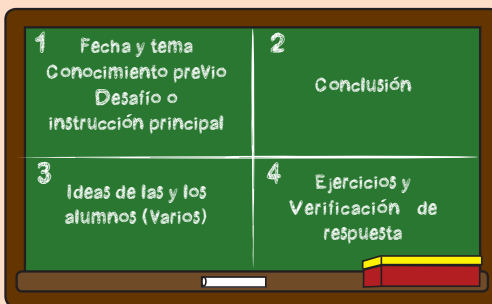 1
Fecha y tema
Conocimiento previo
Desafío o
instrucción principal
2
Conclusión
3
Ideas de las y los
alumnos (Varios)
4
Ejercicios y
Verificación de
respuesta